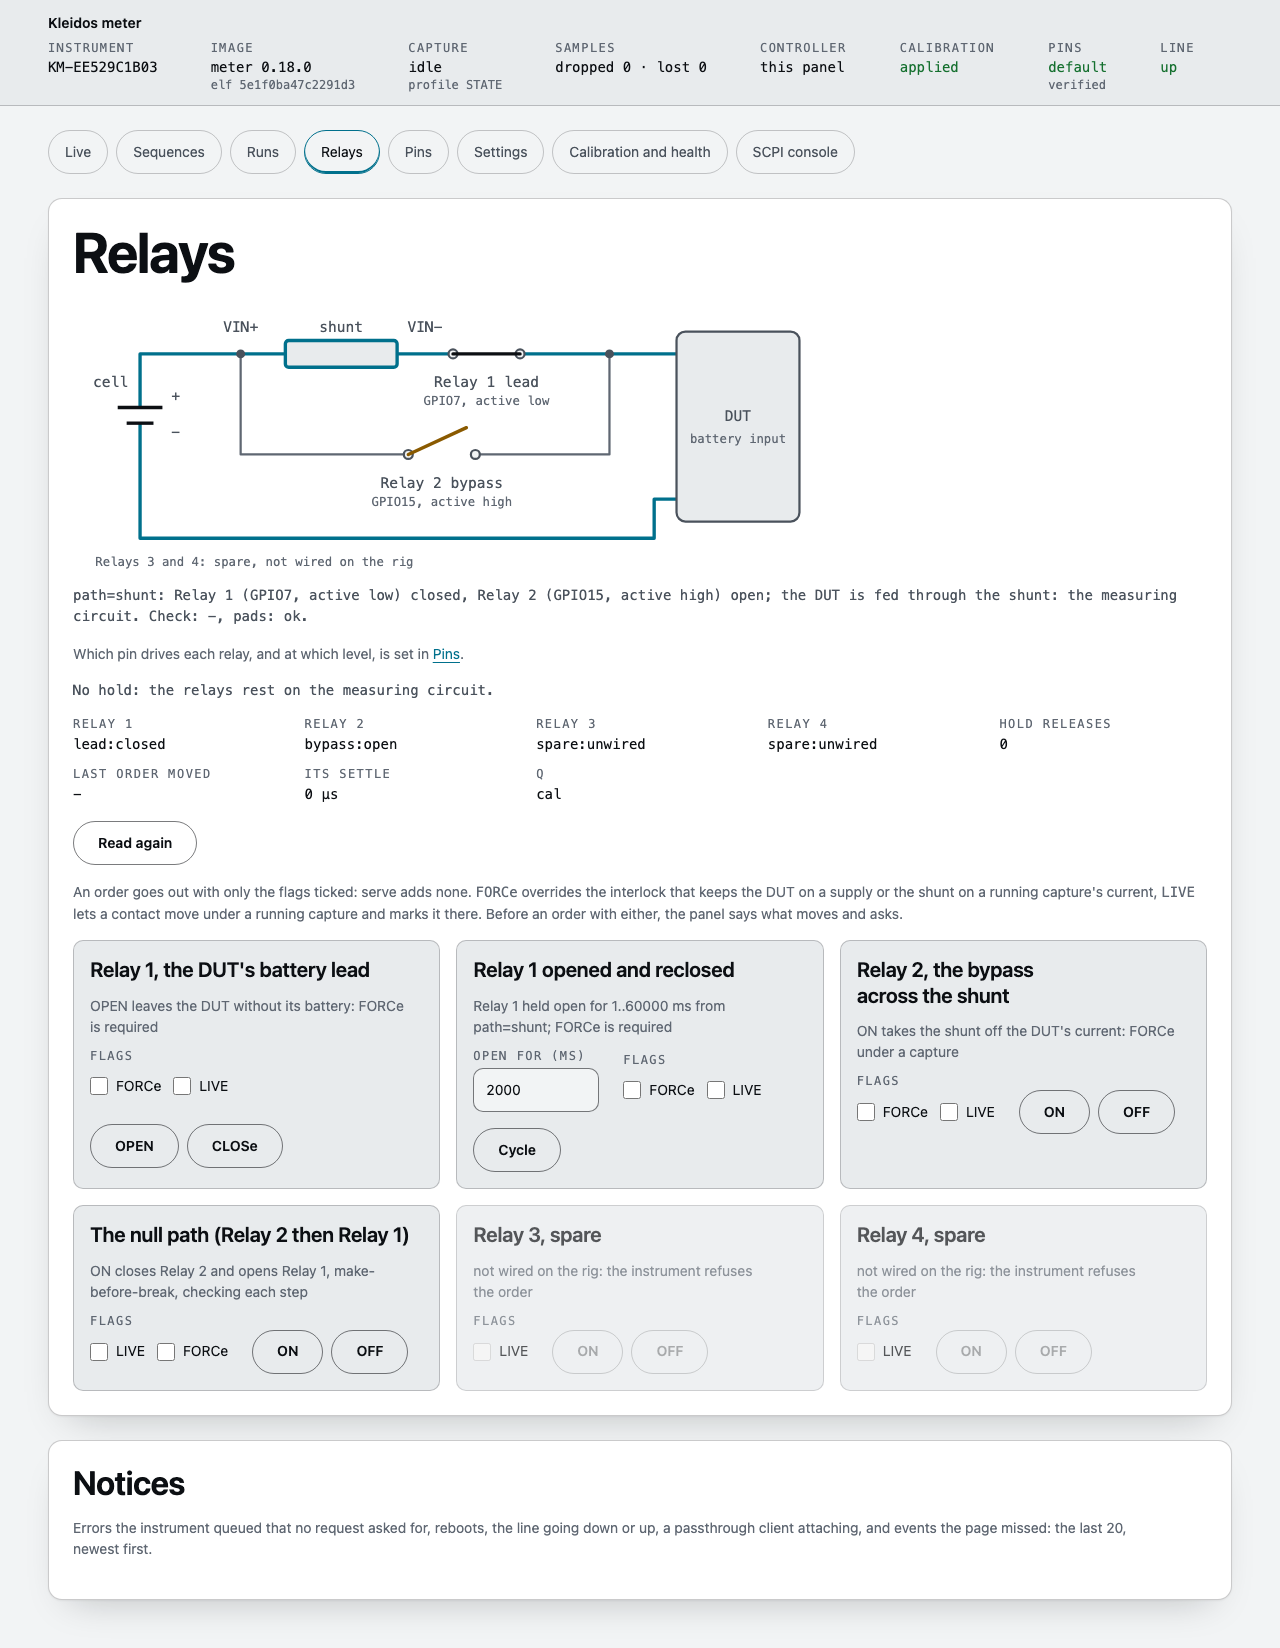 Kleidos meter
INSTRUMENT
KM-EE529C1B03
IMAGE
meter 0.18.0
elf 5e1f0ba47c2291d3
CAPTURE
idle
profile STATE
SAMPLES
dropped 0 · lost 0
CONTROLLER
this panel
CALIBRATION
applied
PINS
default
verified
LINE
up
Live
Sequences
Runs
Relays
Pins
Settings
Calibration and health
SCPI console
Relays
VIN+
shunt
VIN−
cell
+
−
Relay 1 lead
GPIO7, active low
Relay 2 bypass
GPIO15, active high
DUT
battery input
Relays 3 and 4: spare, not wired on the rig
path=shunt: Relay 1 (GPIO7, active low) closed, Relay 2 (GPIO15, active high) open; the DUT is fed through the shunt: the measuring
circuit. Check: —, pads: ok.
Which pin drives each relay, and at which level, is set in Pins.
No hold: the relays rest on the measuring circuit.
RELAY 1
lead:closed
RELAY 2
bypass:open
RELAY 3
spare:unwired
RELAY 4
spare:unwired
HOLD RELEASES
0
LAST ORDER MOVED
—
ITS SETTLE
0 µs
Q
cal
Read again
An order goes out with only the flags ticked: serve adds none. FORCe overrides the interlock that keeps the DUT on a supply or the shunt on a running capture's current, LIVE
lets a contact move under a running capture and marks it there. Before an order with either, the panel says what moves and asks.
Relay 1, the DUT's battery lead
OPEN leaves the DUT without its battery: FORCe
is required
FLAGS
FORCe
LIVE
OPEN
CLOSe
Relay 1 opened and reclosed
Relay 1 held open for 1..60000 ms from
path=shunt; FORCe is required
OPEN FOR (MS)
2000
FLAGS
FORCe
LIVE
Cycle
Relay 2, the bypass
across the shunt
ON takes the shunt off the DUT's current: FORCe
under a capture
FLAGS
FORCe
LIVE
ON
OFF
The null path (Relay 2 then Relay 1)
ON closes Relay 2 and opens Relay 1, make-
before-break, checking each step
FLAGS
LIVE
FORCe
ON
OFF
Relay 3, spare
not wired on the rig: the instrument refuses
the order
FLAGS
LIVE
ON
OFF
Relay 4, spare
not wired on the rig: the instrument refuses
the order
FLAGS
LIVE
ON
OFF
Notices
Errors the instrument queued that no request asked for, reboots, the line going down or up, a passthrough client attaching, and events the page missed: the last 20,
newest first.